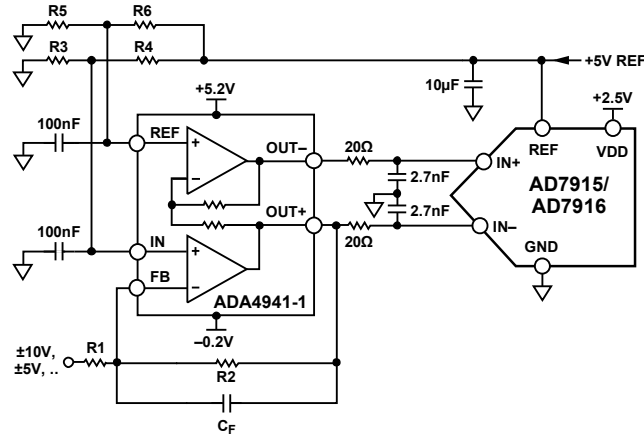 R5
R6
R3
R4
+5V REF
10µF
+5.2V
+2.5V
100nF
REF
OUT–
20Ω
IN+
REF
VDD
2.7nF
AD7915/
AD7916
OUT+
2.7nF
100nF
IN
20Ω
IN–
GND
FB
ADA4941-1
–0.2V
±10V,
±5V, ..
R1
R2
CF